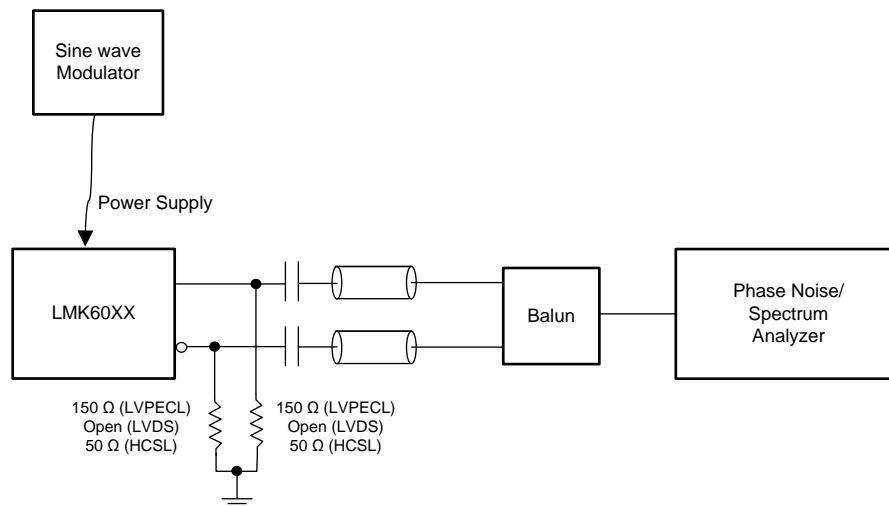 Sine wave
Modulator
Power Supply
LMK60XX
Balun
Phase Noise/
Spectrum
Analyzer
150 Ω (LVPECL)
Open (LVDS)
50 Ω (HCSL)
150 Ω (LVPECL)
Open (LVDS)
50 Ω (HCSL)